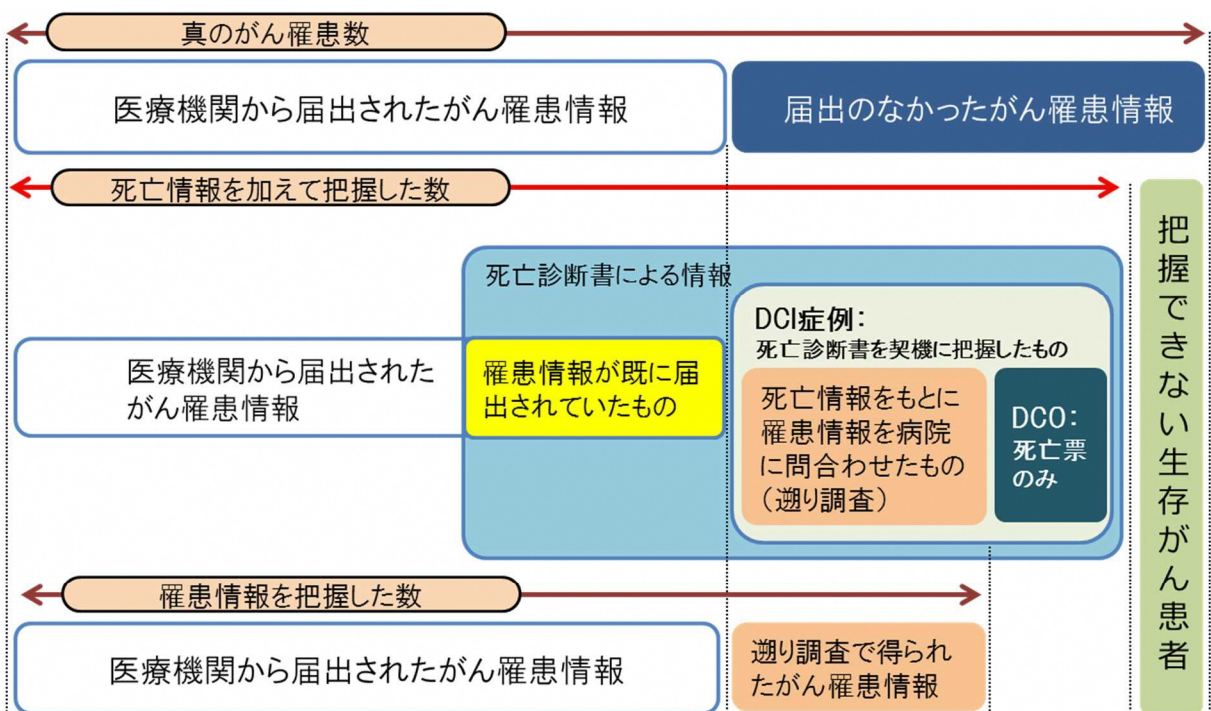 真のがん罹患数
医療機関から届出されたがん罹患情報
届出のなかったがん罹患情報
死亡情報を加えて把握した数
把握できない生存がん患者
死亡診断書による情報
DCI症例：
死亡診断書を契機に把握したもの
医療機関から届出された
がん罹患情報
罹患情報が既に届
出されていたもの
死亡情報をもとに
罹患情報を病院
に問合わせたもの
（遡り調査）
DCO：
死亡票
のみ
罹患情報を把握した数
医療機関から届出されたがん罹患情報
遡り調査で得られ
たがん罹患情報